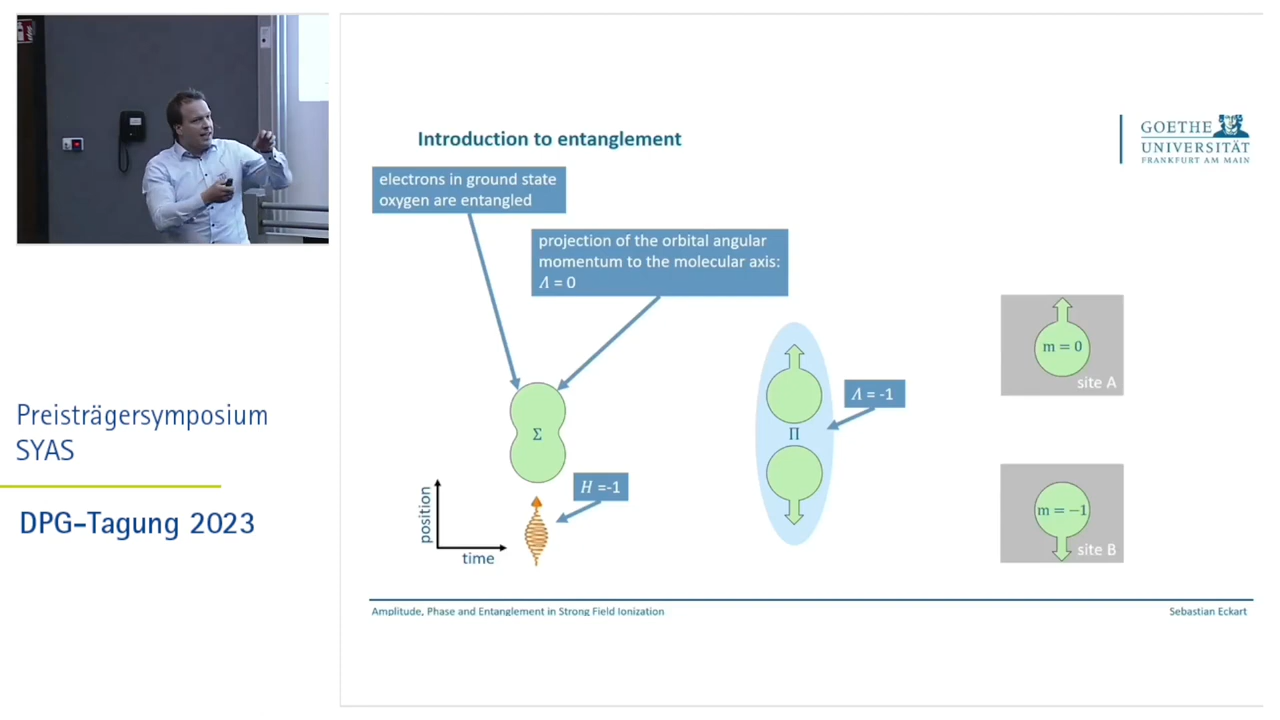 Introduction to entanglement
GOETHE
UNIVERSITÄT
FRANKFURT AM MAIN
electrons in ground state
oxygen are entangled
projection of the orbital angular
momentum to the molecular axis:
Λ = 0
m = 0
site A
Λ = -1
Σ
Π
H =-1
position
time
m = −1
site B
Preisträgersymposium
SYAS
DPG-Tagung 2023
Amplitude, Phase and Entanglement in Strong Field Ionization
Sebastian Eckart